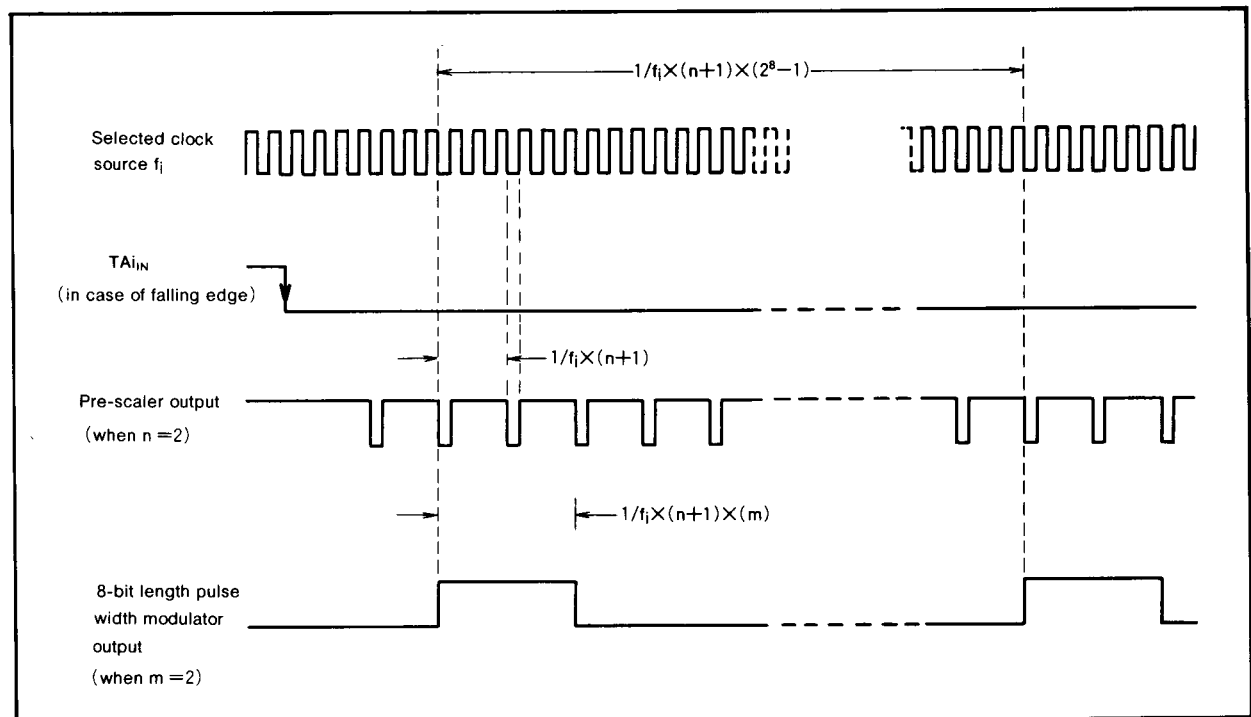 1/fi×(n+1)×(2⁸−1)
Selected clock
source fi
TAiIN
(in case of falling edge)
1/fi×(n+1)
Pre-scaler output
(when n=2)
1/fi×(n+1)×(m)
8-bit length pulse
width modulator
output
(when m=2)